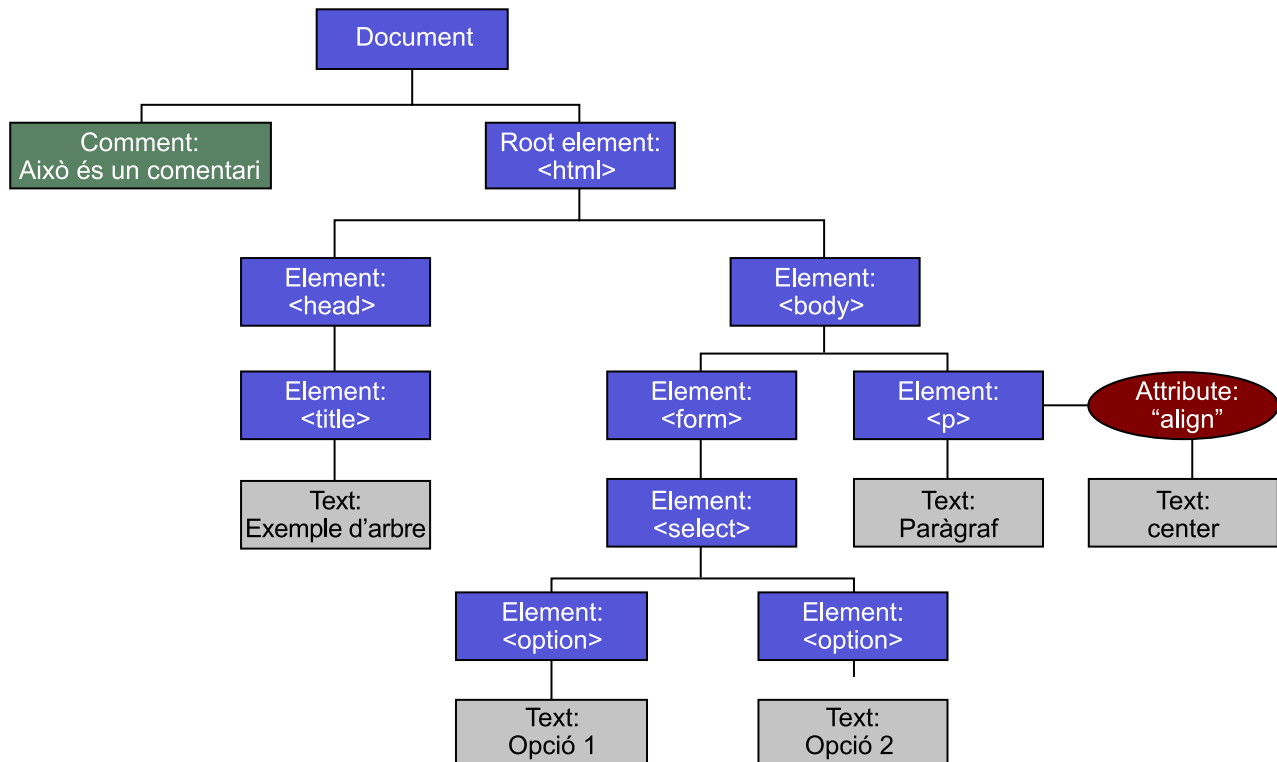 Document
Comment:
Això és un comentari
Root element:
<html>
Element:
<head>
Element:
<body>
Element:
<title>
Element:
<form>
Element:
<p>
Attribute:
“align”
Text:
Exemple d’arbre
Element:
<select>
Text:
Paràgraf
Text:
center
Element:
<option>
Element:
<option>
Text:
Opció 1
Text:
Opció 2